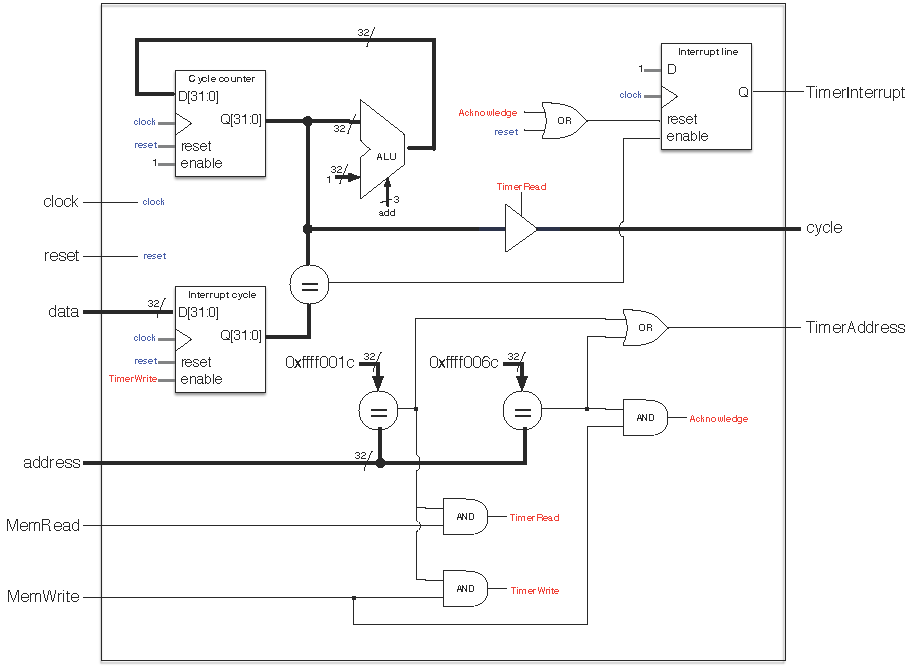 32
Cycle counter
D[31:0]
clock
Q[31:0]
reset
reset
1
enable
32
ALU
32
1
3
add
Interrupt line
1
D
clock
Q
TimerInterrupt
reset
enable
Acknowledge
reset
OR
clock
clock
TimerRead
cycle
reset
reset
=
data
32
Interrupt cycle
D[31:0]
clock
Q[31:0]
reset
reset
TimerWrite
enable
OR
TimerAddress
0xffff001c
32
0xffff006c
32
=
=
AND
Acknowledge
address
32
MemRead
AND
TimerRead
MemWrite
AND
TimerWrite